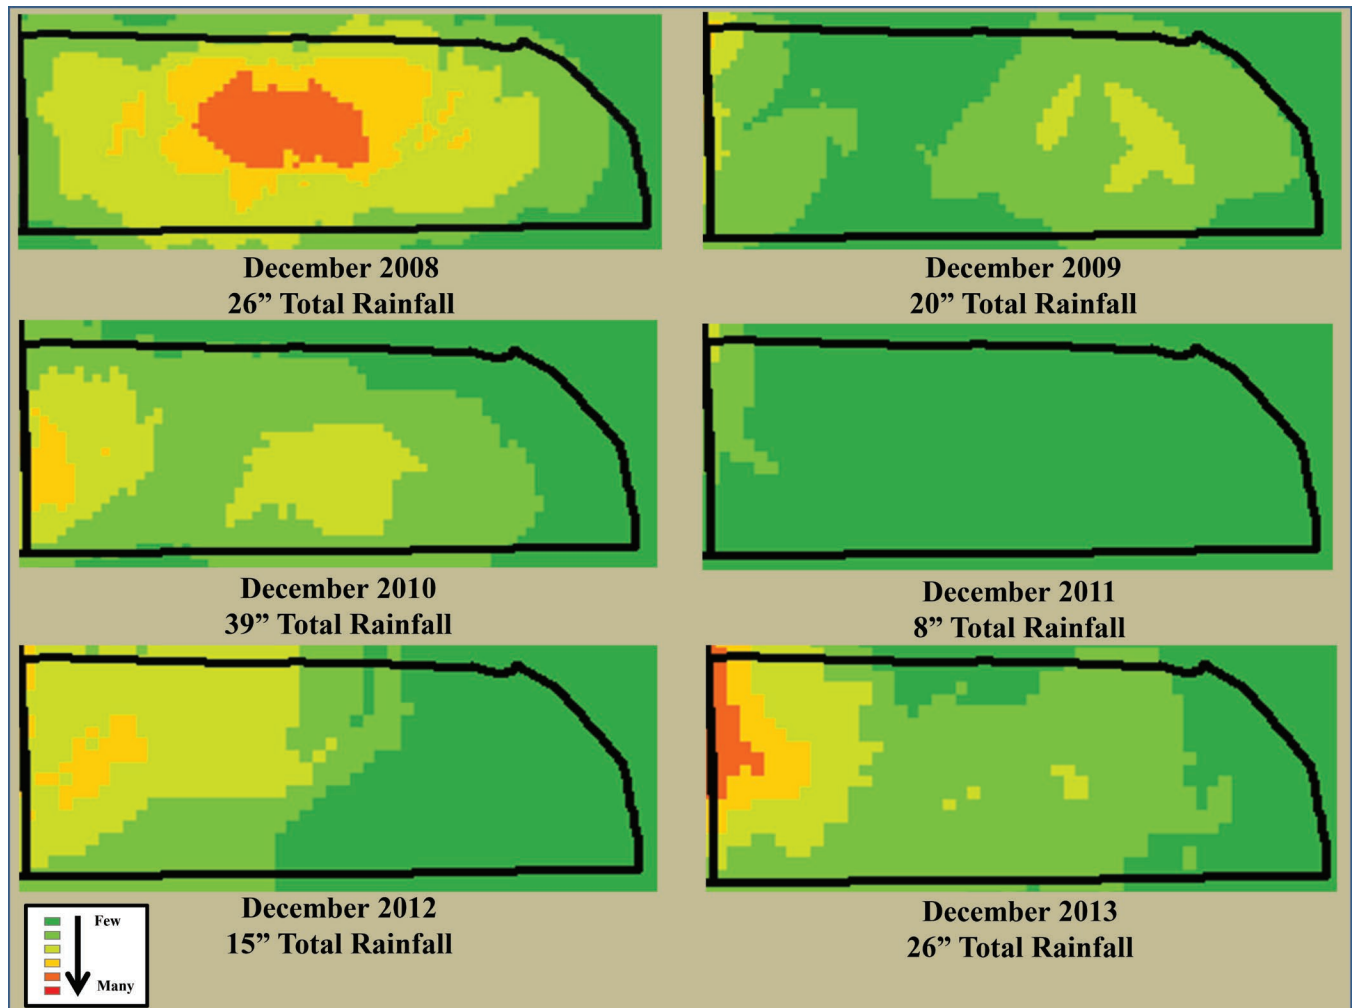 December 2008
26” Total Rainfall
December 2009
20” Total Rainfall
December 2010
39” Total Rainfall
December 2011
8” Total Rainfall
December 2012
15” Total Rainfall
December 2013
26” Total Rainfall
Few
Many